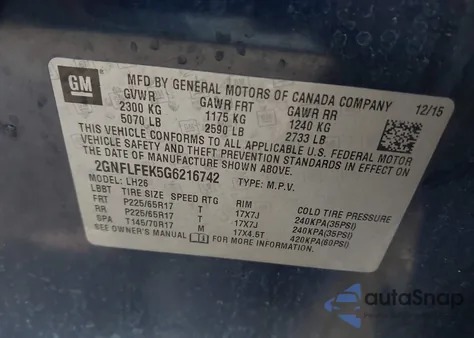 GM
MFD BY GENERAL MOTORS OF CANADA COMPANY
GVWR GAWR FRT GAWR RR 12/15
2300 KG 1175 KG 1240 KG
5070 LB 2590 LB 2733 LB
THIS VEHICLE CONFORMS TO ALL APPLICABLE U.S. FEDERAL MOTOR
VEHICLE SAFETY, BUMPER, AND THEFT PREVENTION STANDARDS IN EFFECT ON
THE DATE OF MANUFACTURE SHOWN ABOVE.
2GNFLFEK5G6216742 TYPE: M.P.V.
MODEL: LH26
LBBT TIRE SIZE SPEED RTG RIM COLD TIRE PRESSURE
FRT P225/65R17 T 17X7J 240KPA(35PSI)
RR P225/65R17 T 17X7J 240KPA(35PSI)
SPA T145/70R17 M 17X4.5T 420KPA(60PSI)
SEE OWNER'S MANUAL FOR MORE INFORMATION.
autoSnap